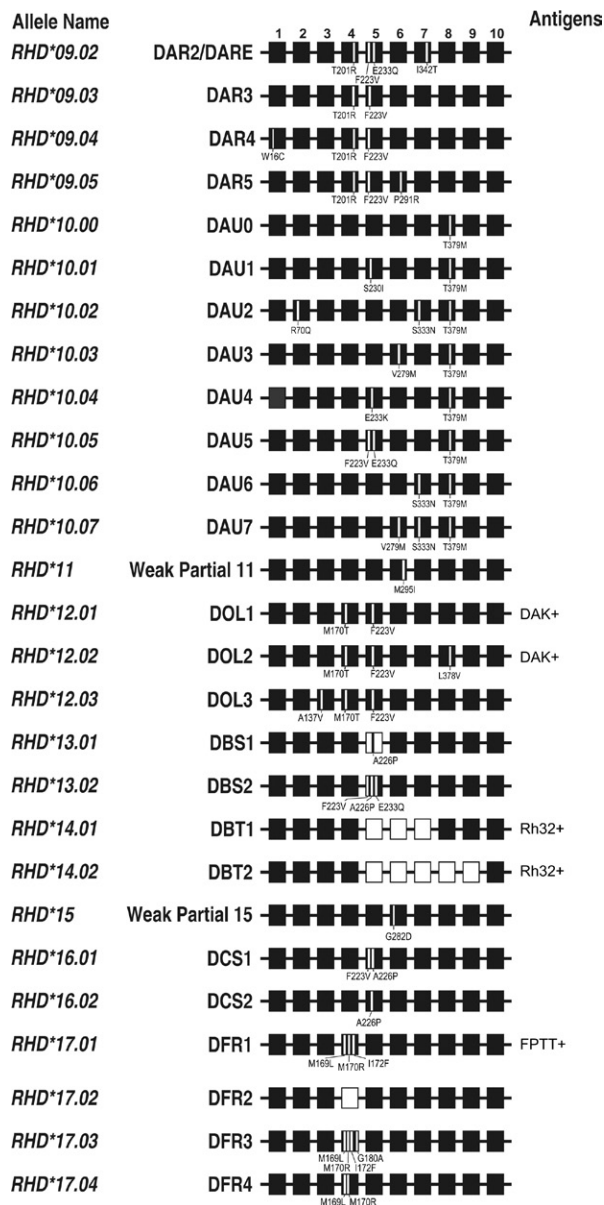 Allele Name 1 2 3 4 5 6 7 8 9 10 Antigens
RHD*09.02 DAR2/DARE
T201R E233Q I342T
F223V
RHD*09.03 DAR3
T201R F223V
RHD*09.04 DAR4
W16C T201R F223V
RHD*09.05 DAR5
T201R F223V P291R
RHD*10.00 DAU0
T379M
RHD*10.01 DAU1
S230I T379M
RHD*10.02 DAU2
R70Q S333N T379M
RHD*10.03 DAU3
V279M T379M
RHD*10.04 DAU4
E233K T379M
RHD*10.05 DAU5
F223V E233Q T379M
RHD*10.06 DAU6
S333N T379M
RHD*10.07 DAU7
V279M S333N T379M
RHD*11 Weak Partial 11
M295I
RHD*12.01 DOL1 DAK+
M170T F223V
RHD*12.02 DOL2 DAK+
M170T F223V L378V
RHD*12.03 DOL3
A137V M170T F223V
RHD*13.01 DBS1
A226P
RHD*13.02 DBS2
F223V A226P E233Q
RHD*14.01 DBT1 Rh32+
RHD*14.02 DBT2 Rh32+
RHD*15 Weak Partial 15
G282D
RHD*16.01 DCS1
F223V A226P
RHD*16.02 DCS2
A226P
RHD*17.01 DFR1 FPTT+
M169L I172F
M170R
RHD*17.02 DFR2
RHD*17.03 DFR3
M169L G180A
M170R I172F
RHD*17.04 DFR4
M169L M170R